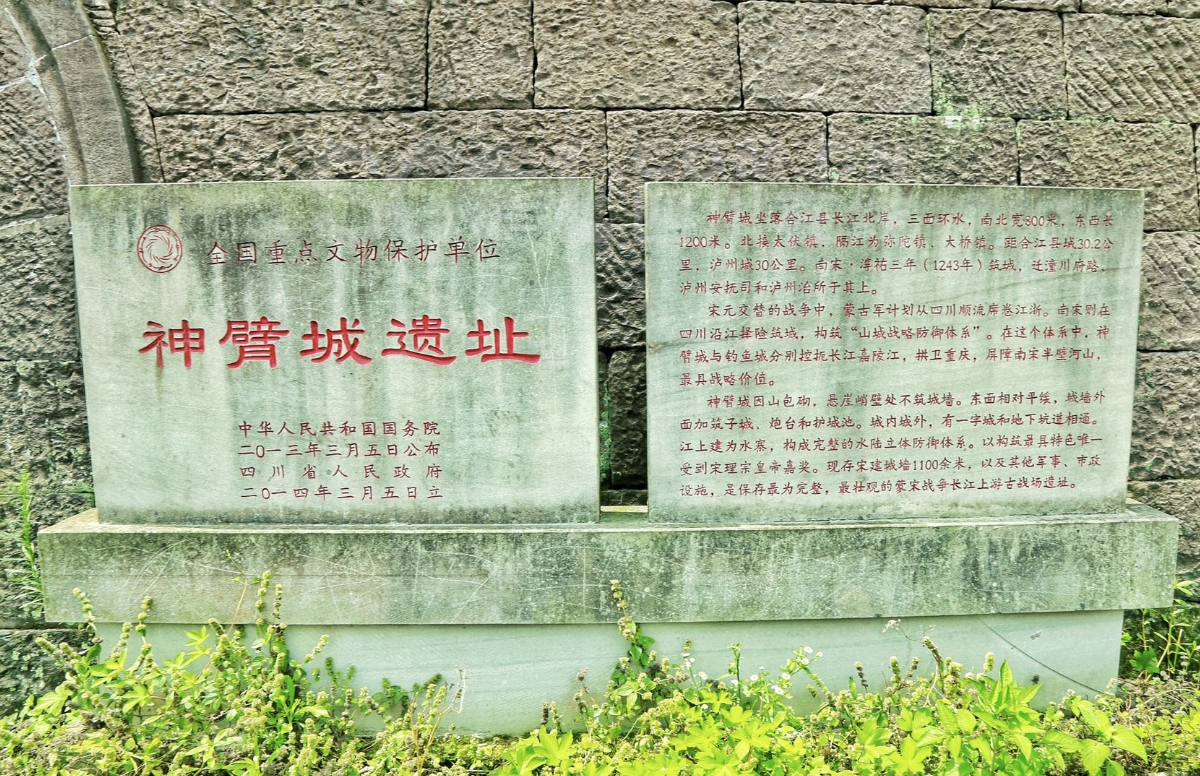 全国重点文物保护单位
神臂城遗址
中华人民共和国国务院
二〇一三年三月五日公布
四川省人民政府
二〇一四年三月五日立
神臂城坐落合江县长江北岸，三面环水，南北宽800米，东西长
1200米。北接太伏镇，隔江为弥陀镇、大桥镇。距合江县城30.2公
里，泸州城30公里。南宋·淳祐三年（1243年）筑城，迁潼川府路，
泸州安抚司和泸州治所于其上。
宋元交替的战争中，蒙古军计划从四川顺流席卷江浙。南宋则在
四川沿江择险筑城，构筑“山城战略防御体系”。在这个体系中，神
臂城与钓鱼城分别控扼长江嘉陵江，拱卫重庆，屏障南宋半壁河山，
最具战略价值。
神臂城因山包砌，悬崖峭壁处不筑城墙。东面相对平缓，城墙外
面加筑子城、炮台和护城池。城内城外，有一字城和地下坑道相通。
江上建为水寨，构成完整的水陆立体防御体系。以构筑最具特色唯一
受到宋理宗皇帝嘉奖。现存宋建城墙1100余米，以及其他军事、市政
设施，是保存最为完整，最壮观的蒙宋战争长江上游古战场遗址。